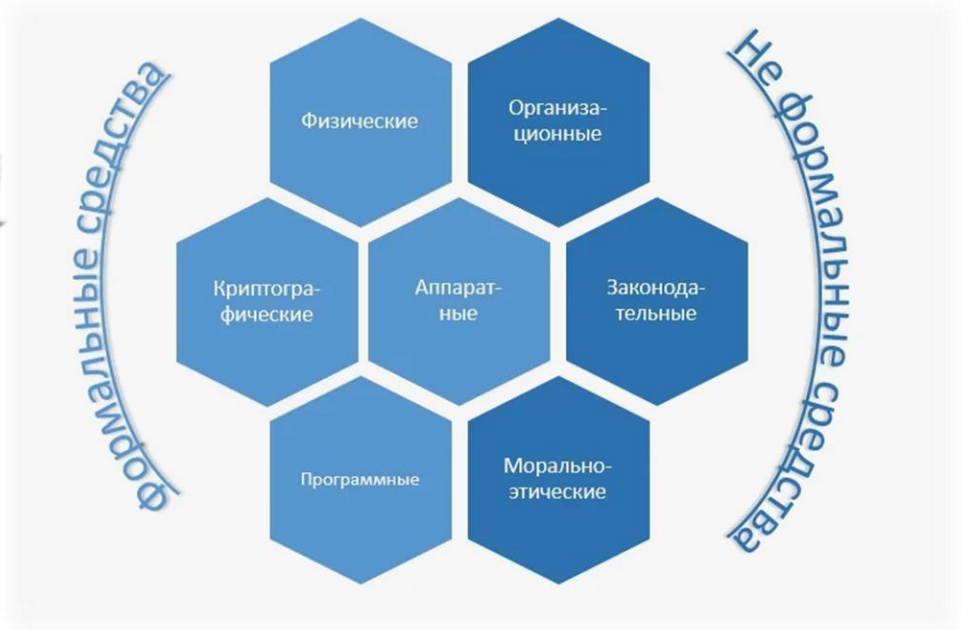 Формальные средства
Физические
Организа-
ционные
Криптогра-
фические
Аппарат-
ные
Законода-
тельные
Программные
Морально-
этические
Не формальные средства